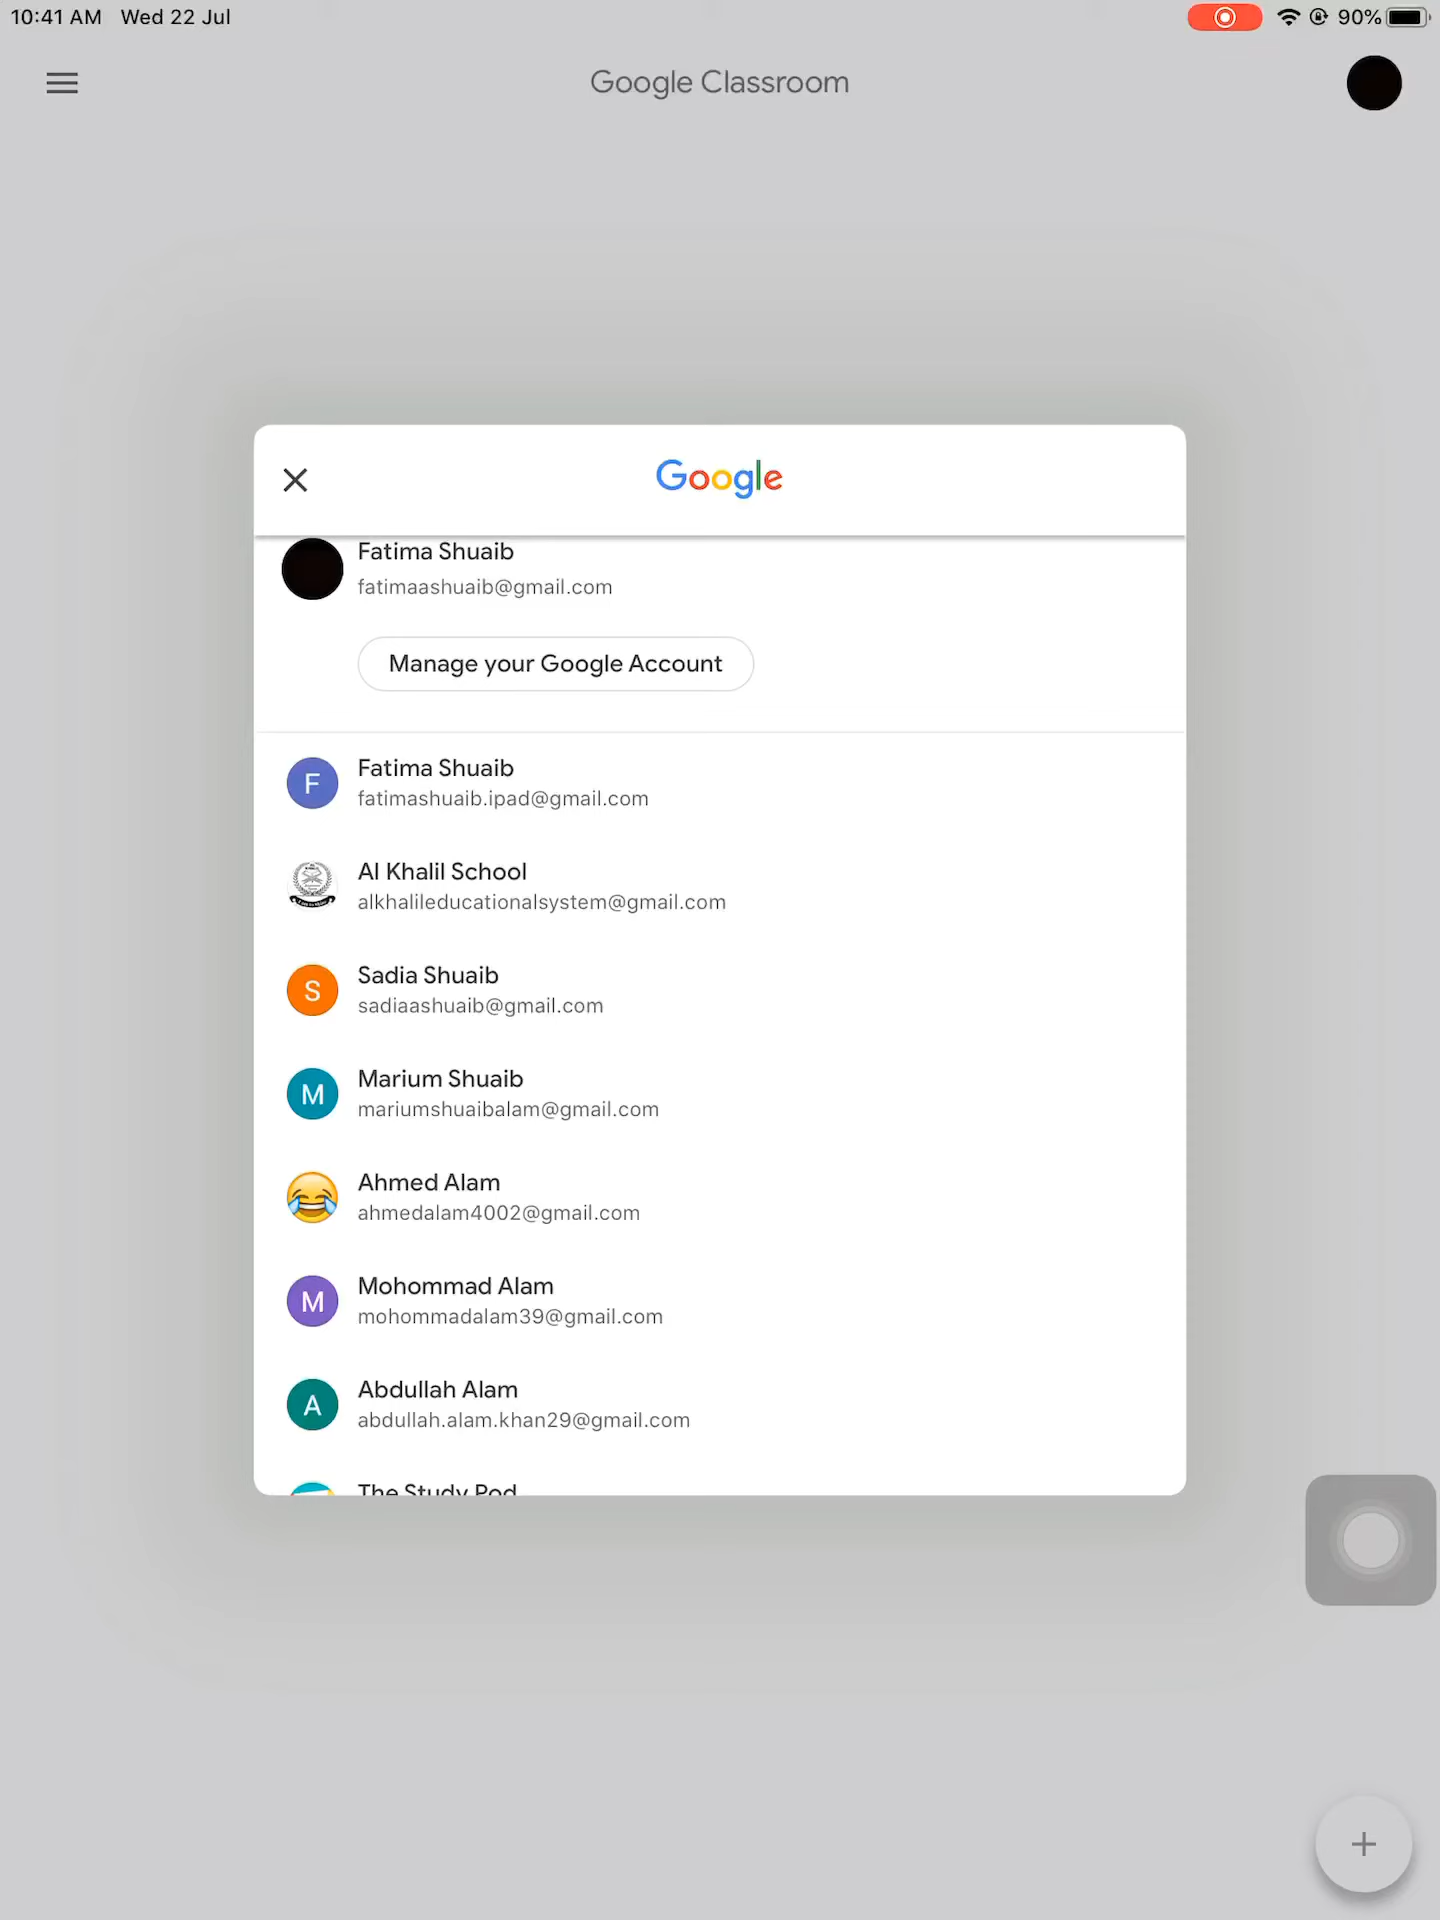 10:41 AM Wed 22 Jul 90%
Google Classroom
Google
Fatima Shuaib
fatimaashuaib@gmail.com
Manage your Google Account
F
Fatima Shuaib
fatimashuaib.ipad@gmail.com
Al Khalil School
alkhalileducationalsystem@gmail.com
S
Sadia Shuaib
sadiaashuaib@gmail.com
M
Marium Shuaib
mariumshuaibalam@gmail.com
Ahmed Alam
ahmedalam4002@gmail.com
M
Mohommad Alam
mohommadalam39@gmail.com
A
Abdullah Alam
abdullah.alam.khan29@gmail.com
The Study Pod